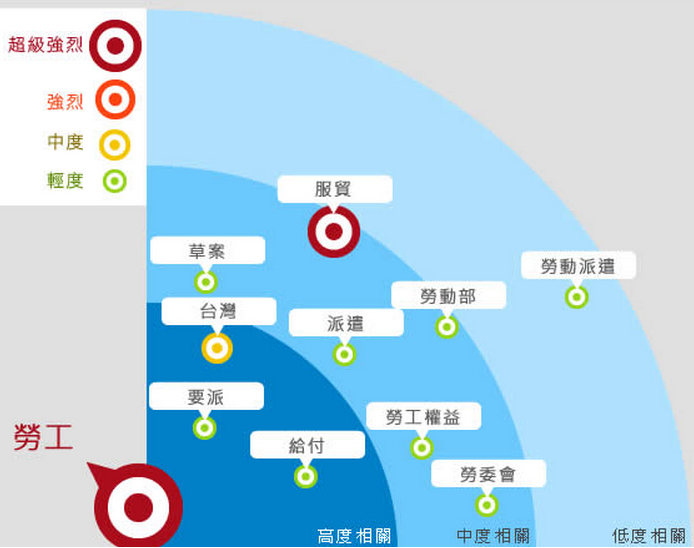 超級強烈
強烈
中度
輕度
服貿
草案
勞動派遣
勞動部
台灣
派遣
要派
勞工權益
勞工
給付
勞委會
高度相關
中度相關
低度相關